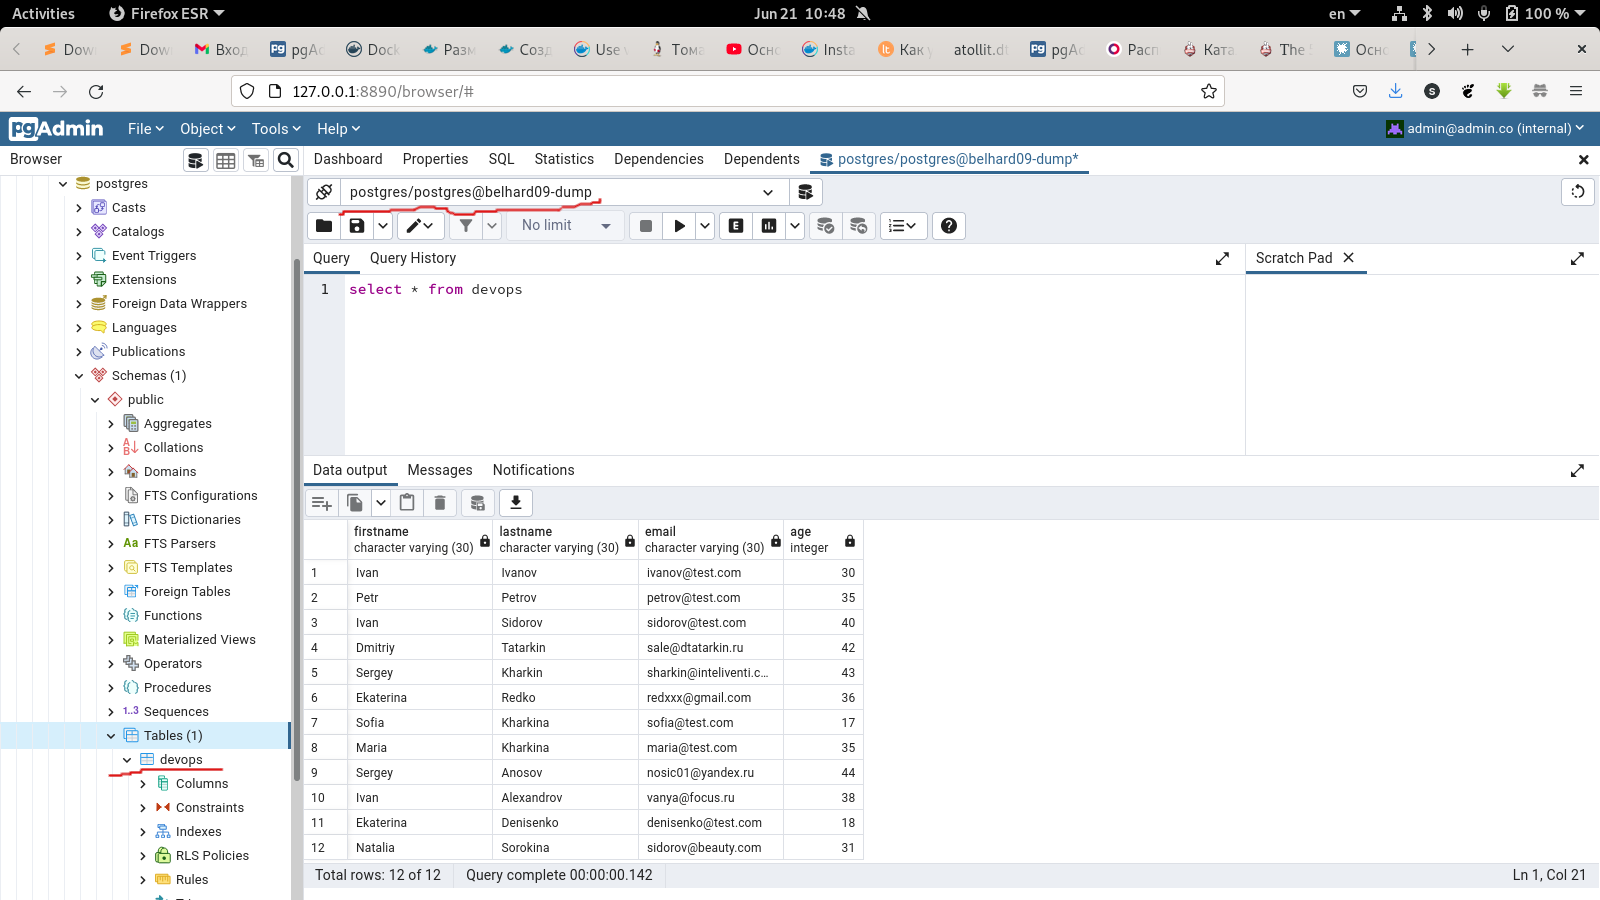 Activities Firefox ESR Jun 21 10:48 en 100 %
Dow Dow Вход pgAd Dock Разм Созд Use Тома Осно Insta Как atollit.d pgAd Расп Ката The Осно
127.0.0.1:8890/browser/#
pgAdmin File Object Tools Help admin@admin.co (internal)
Browser Dashboard Properties SQL Statistics Dependencies Dependents postgres/postgres@belhard09-dump*
postgres
Casts
Catalogs
Event Triggers
Extensions
Foreign Data Wrappers
Languages
Publications
Schemas (1)
public
Aggregates
Collations
Domains
FTS Configurations
FTS Dictionaries
Aa FTS Parsers
FTS Templates
Foreign Tables
Functions
Materialized Views
Operators
Procedures
1..3 Sequences
Tables (1)
devops
Columns
Constraints
Indexes
RLS Policies
Rules
postgres/postgres@belhard09-dump
No limit
Query Query History Scratch Pad
1 select * from devops
Data output Messages Notifications
firstname lastname email age
character varying (30) character varying (30) character varying (30) integer
1 Ivan Ivanov ivanov@test.com 30
2 Petr Petrov petrov@test.com 35
3 Ivan Sidorov sidorov@test.com 40
4 Dmitriy Tatarkin sale@dtatarkin.ru 42
5 Sergey Kharkin sharkin@inteliventi.c... 43
6 Ekaterina Redko redxxx@gmail.com 36
7 Sofia Kharkina sofia@test.com 17
8 Maria Kharkina maria@test.com 35
9 Sergey Anosov nosic01@yandex.ru 44
10 Ivan Alexandrov vanya@focus.ru 38
11 Ekaterina Denisenko denisenko@test.com 18
12 Natalia Sorokina sidorov@beauty.com 31
Total rows: 12 of 12 Query complete 00:00:00.142 Ln 1, Col 21